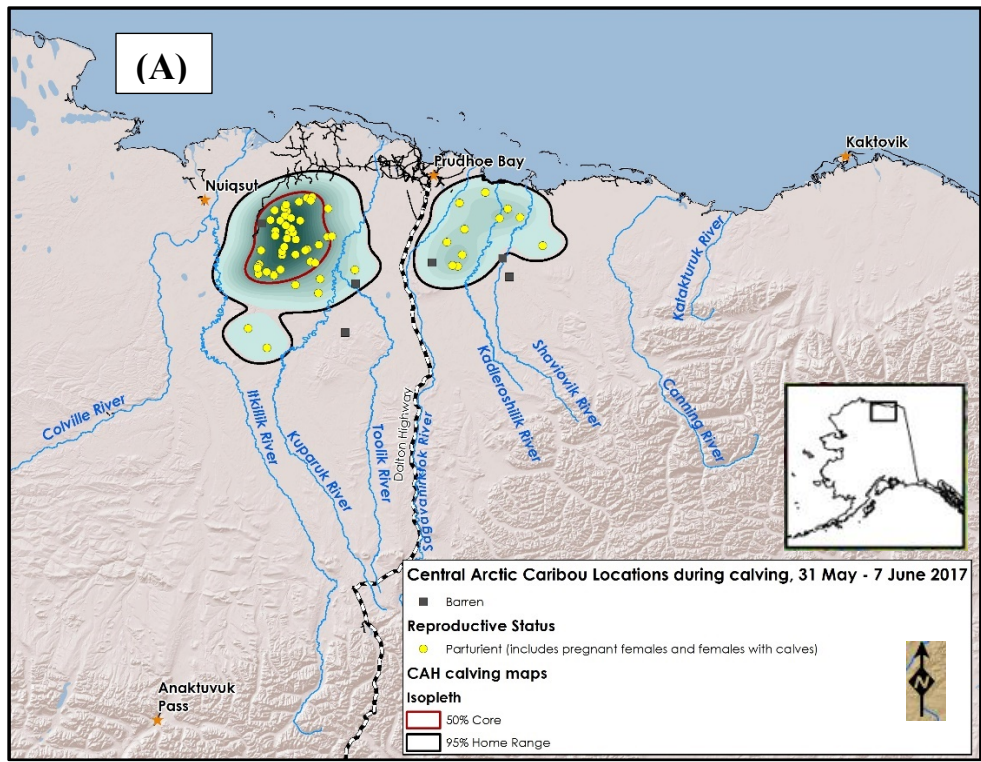 (A)
Kaktovik
Prudhoe Bay
Nuiqsut
Katakturuk River
Shaviovik River
Kadleroshilik River
Canning River
Colville River
Itkillik River
Kuparuk River
Toolik River
Dalton Highway
Sagavanirktok River
Anaktuvuk
Pass
Central Arctic Caribou Locations during calving, 31 May - 7 June 2017
Barren
Reproductive Status
Parturient (includes pregnant females and females with calves)
CAH calving maps
Isopleth
50% Core
95% Home Range
N